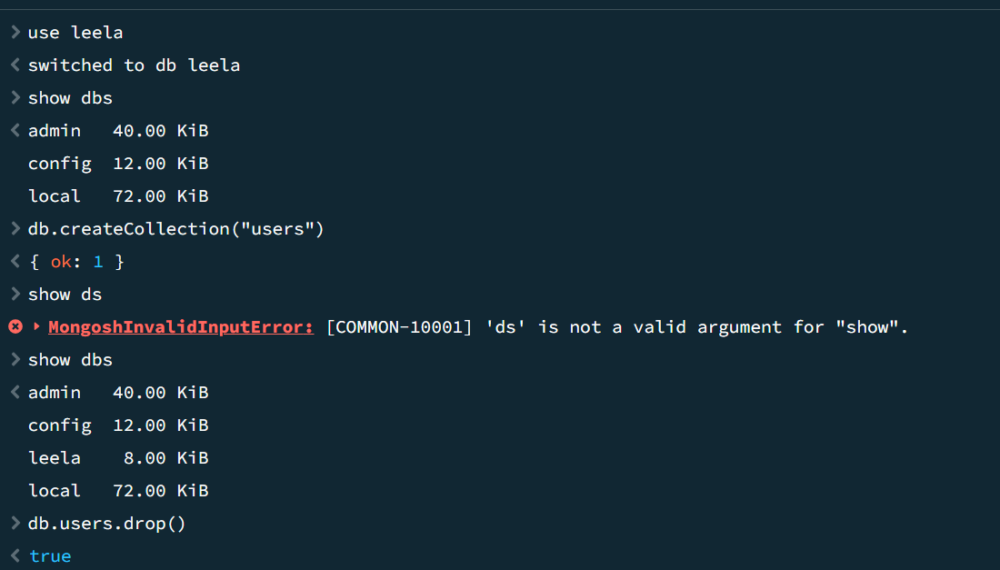 use leela
switched to db leela
show dbs
admin   40.00 KiB
config  12.00 KiB
local   72.00 KiB
db.createCollection("users")
{ ok: 1 }
show ds
MongoshInvalidInputError: [COMMON-10001] 'ds' is not a valid argument for "show".
show dbs
admin   40.00 KiB
config  12.00 KiB
leela    8.00 KiB
local   72.00 KiB
db.users.drop()
true